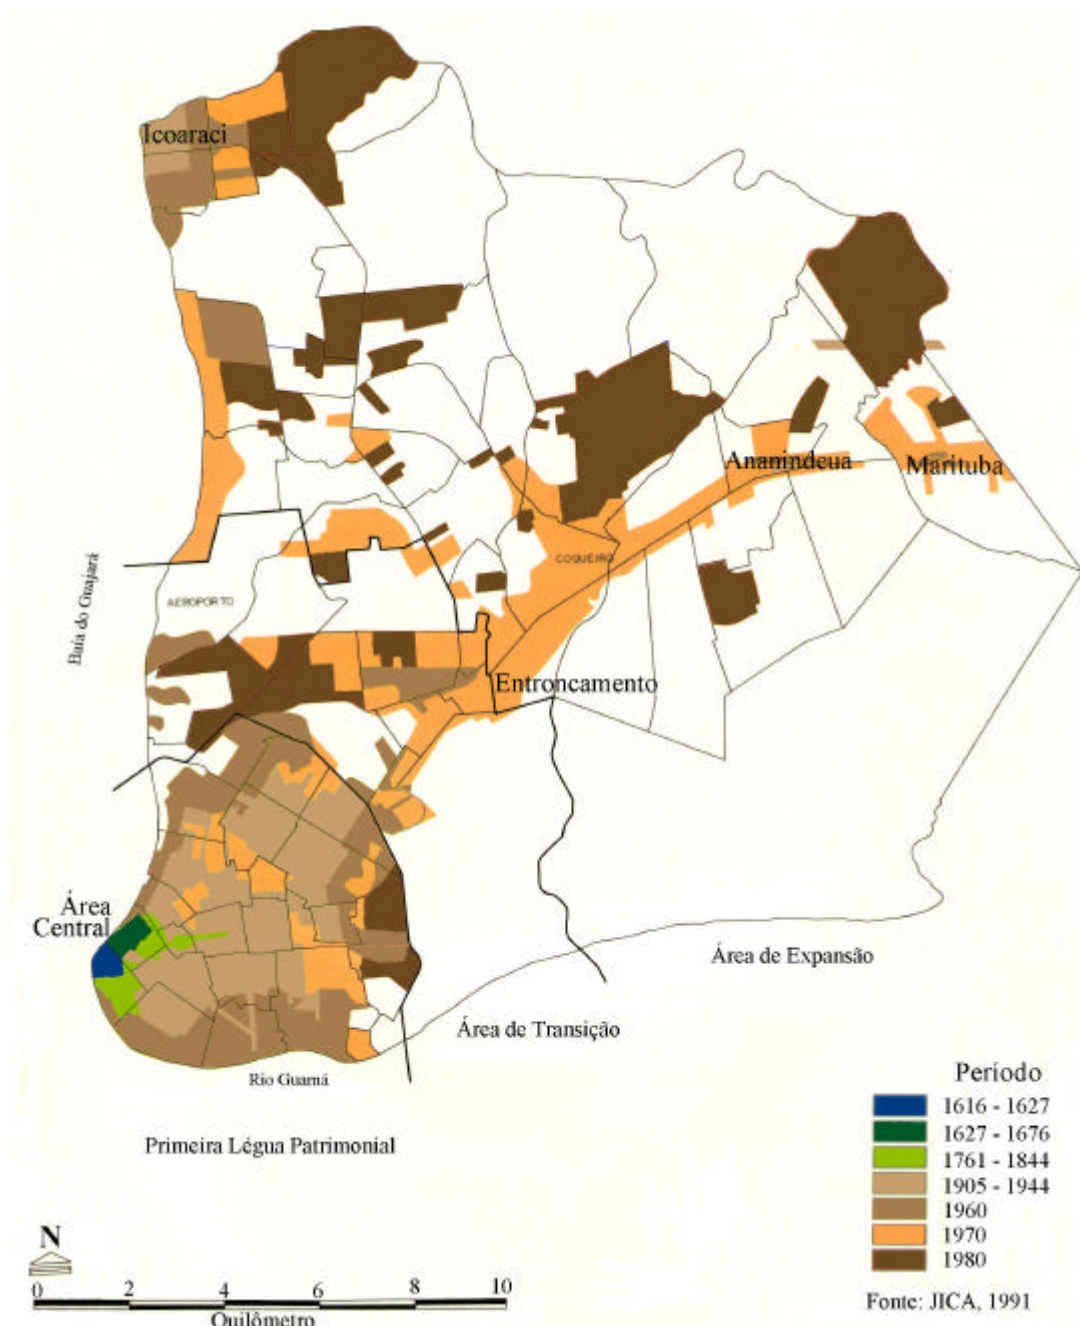 Icoaraci
Ananindeua
Marituba
COQUEIRO
AEROPORTO
Baía do Guajará
Entroncamento
Área
Central
Área de Expansão
Área de Transição
Rio Guamá
Primeira Légua Patrimonial
Período
1616 - 1627
1627 - 1676
1761 - 1844
1905 - 1944
1960
1970
1980
N
0 2 4 6 8 10
Quilômetro
Fonte: JICA, 1991